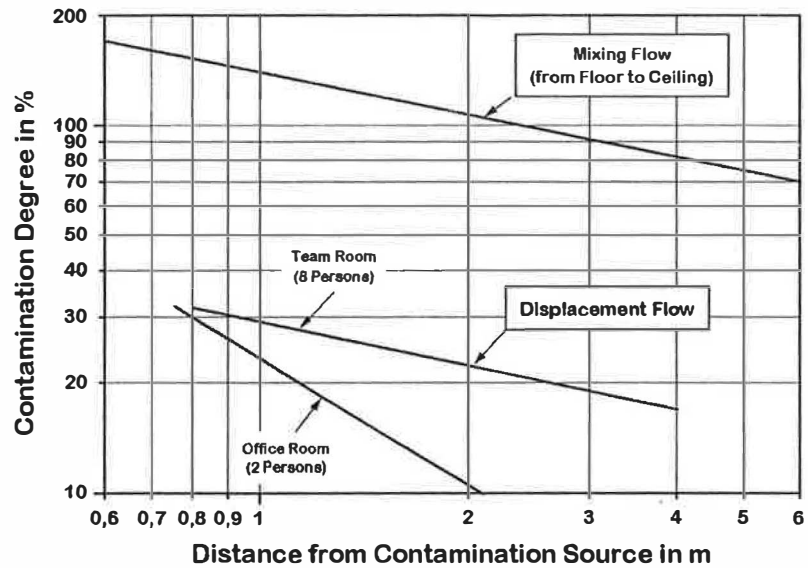 200
100
90
80
70
60
50
40
30
20
10
Contamination Degree in %
Mixing Flow
(from Floor to Ceiling)
Team Room
(8 Persons)
Displacement Flow
Office Room
(2 Persons)
0,6 0,7 0,8 0,9 1 2 3 4 5 6
Distance from Contamination Source in m